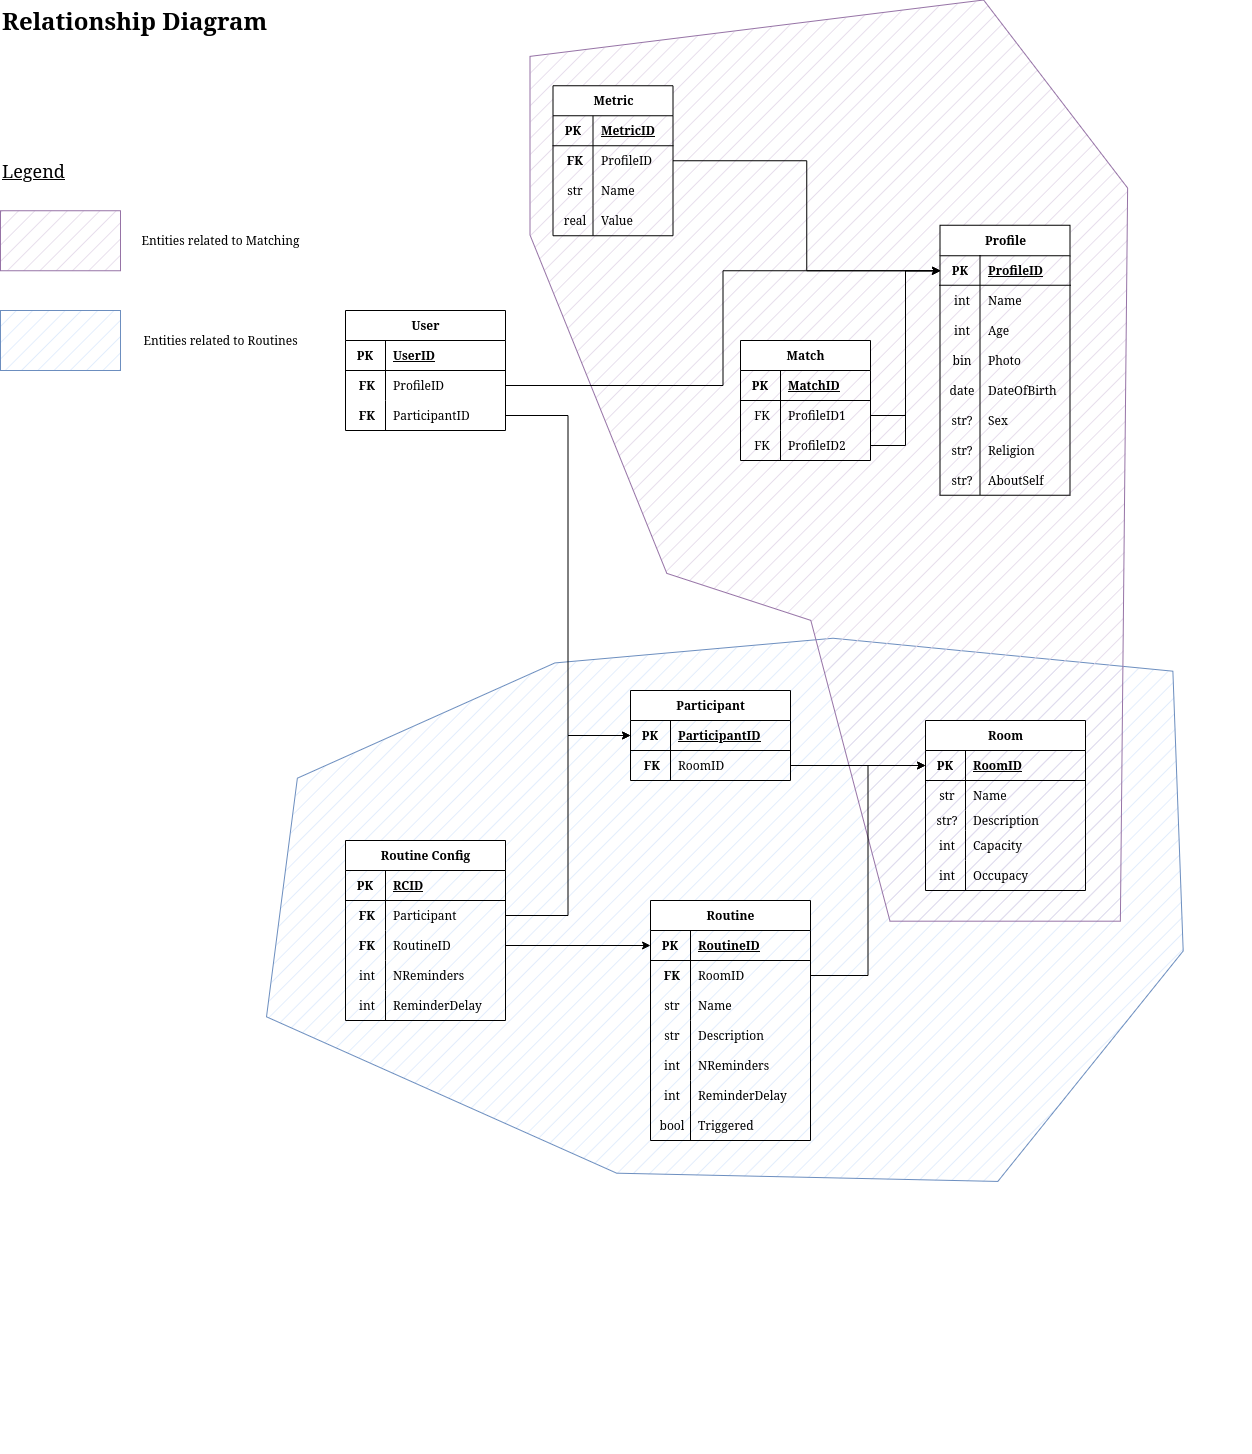 Relationship Diagram
Legend
Entities related to Matching
Entities related to Routines
Metric
PK MetricID
FK ProfileID
str Name
real Value
Profile
PK ProfileID
int Name
int Age
bin Photo
date DateOfBirth
str? Sex
str? Religion
str? AboutSelf
User
PK UserID
FK ProfileID
FK ParticipantID
Match
PK MatchID
FK ProfileID1
FK ProfileID2
Participant
PK ParticipantID
FK RoomID
Room
PK RoomID
str Name
str? Description
int Capacity
int Occupacy
Routine Config
PK RCID
FK Participant
FK RoutineID
int NReminders
int ReminderDelay
Routine
PK RoutineID
FK RoomID
str Name
str Description
int NReminders
int ReminderDelay
bool Triggered